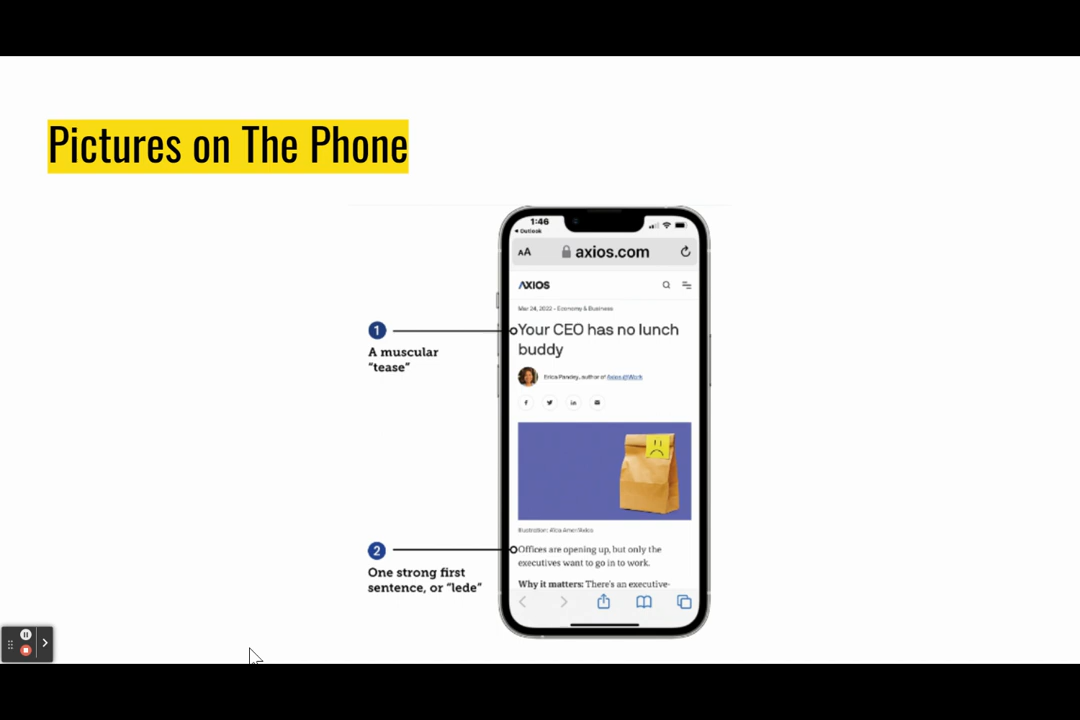 Pictures on The Phone
1:46
Outlook
AA axios.com
AXIOS
Mar 24, 2022 - Economy & Business
1
Your CEO has no lunch
buddy
A muscular
“tease”
Erica Pandey, author of Axios @Work
f in
Illustration: Aïda Amer/Axios
2
Offices are opening up, but only the
executives want to go in to work.
One strong first
sentence, or “lede”
Why it matters: There's an executive-